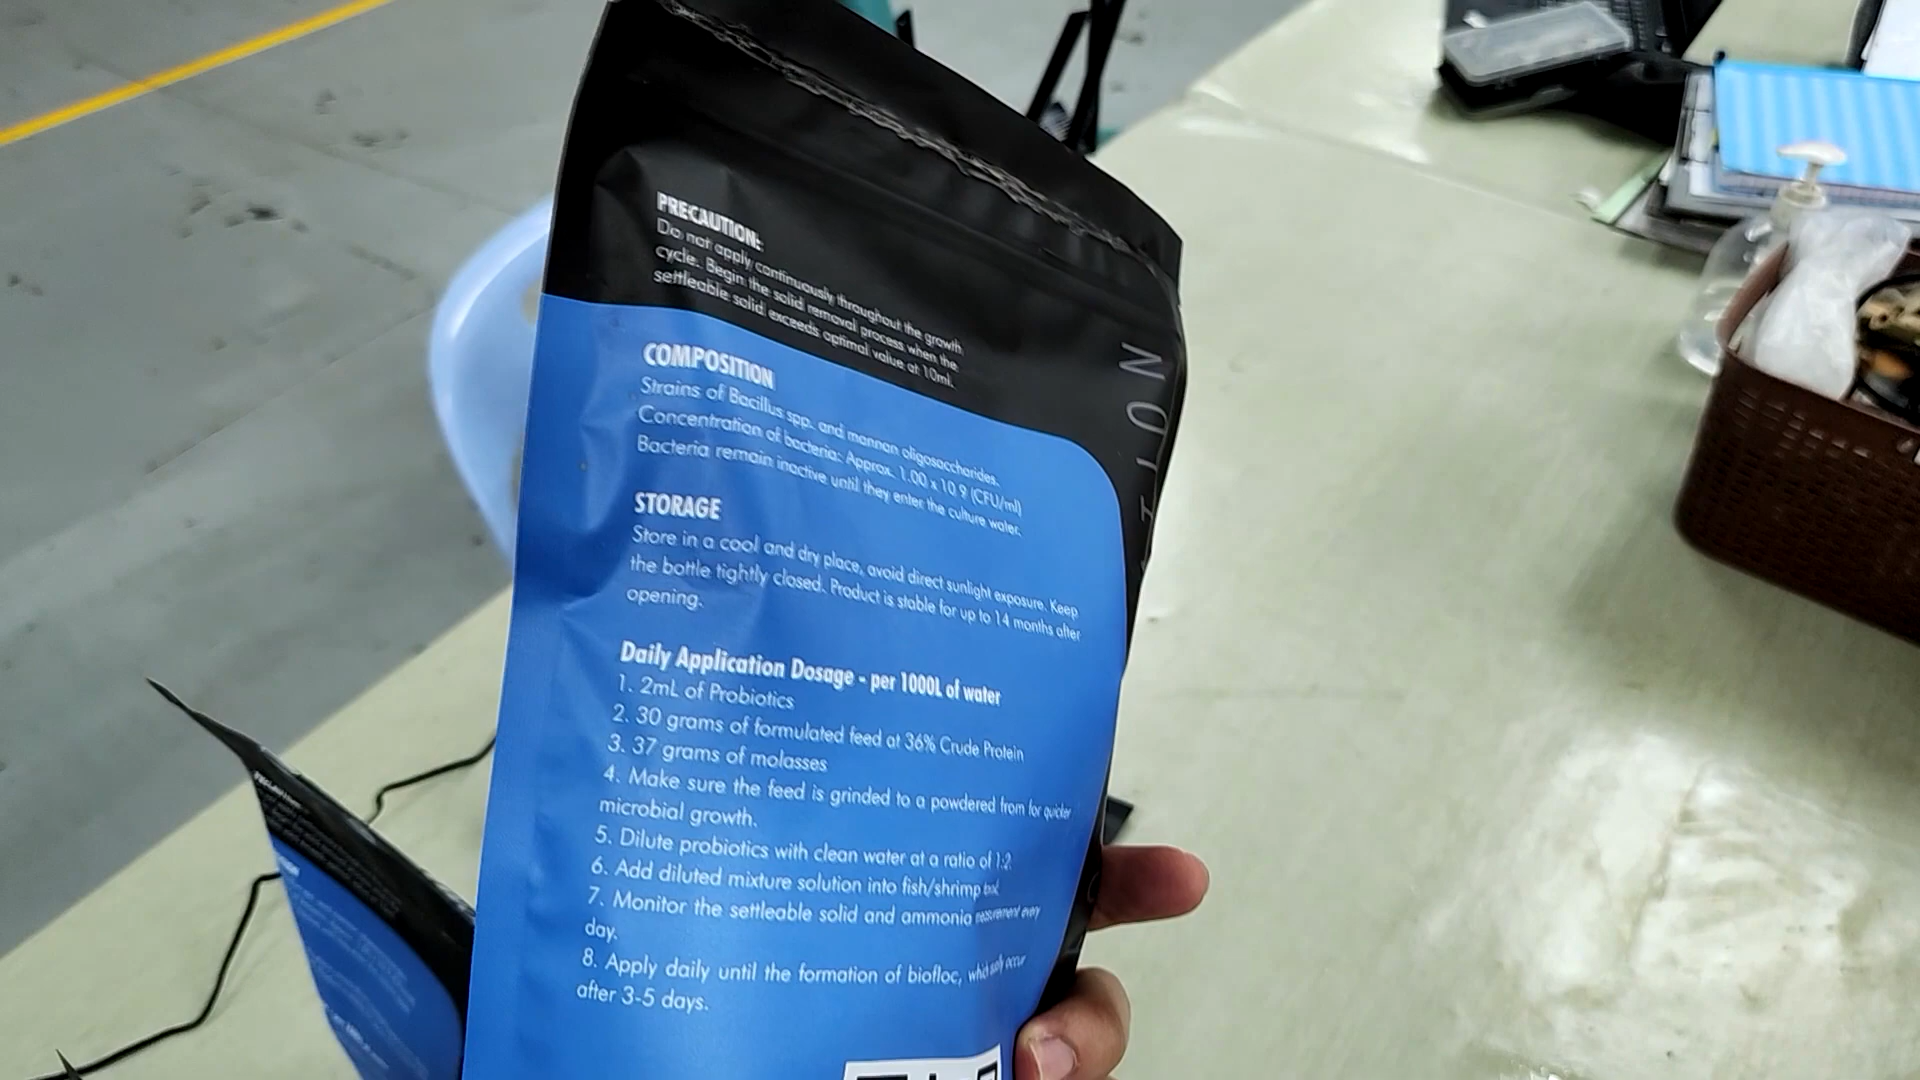 PRECAUTION:
Do not apply continuously throughout the growth
cycle. Begin the solid removal process when the
settleable solid exceeds optimal value at 10ml.
COMPOSITION
Strains of Bacillus spp. and mannan oligosaccharides.
Concentration of bacteria: Approx. 1.00 x 10 9 (CFU/ml)
Bacteria remain inactive until they enter the culture water.
STORAGE
Store in a cool and dry place, avoid direct sunlight exposure. Keep
the bottle tightly closed. Product is stable for up to 14 months after
opening.
Daily Application Dosage - per 1000L of water
1. 2mL of Probiotics
2. 30 grams of formulated feed at 36% Crude Protein
3. 37 grams of molasses
4. Make sure the feed is grinded to a powdered from for quicker
microbial growth.
5. Dilute probiotics with clean water at a ratio of 1:2.
6. Add diluted mixture solution into fish/shrimp
7. Monitor the settleable solid and ammonia measurement every
day.
8. Apply daily until the formation of biofloc, which occur
after 3-5 days.